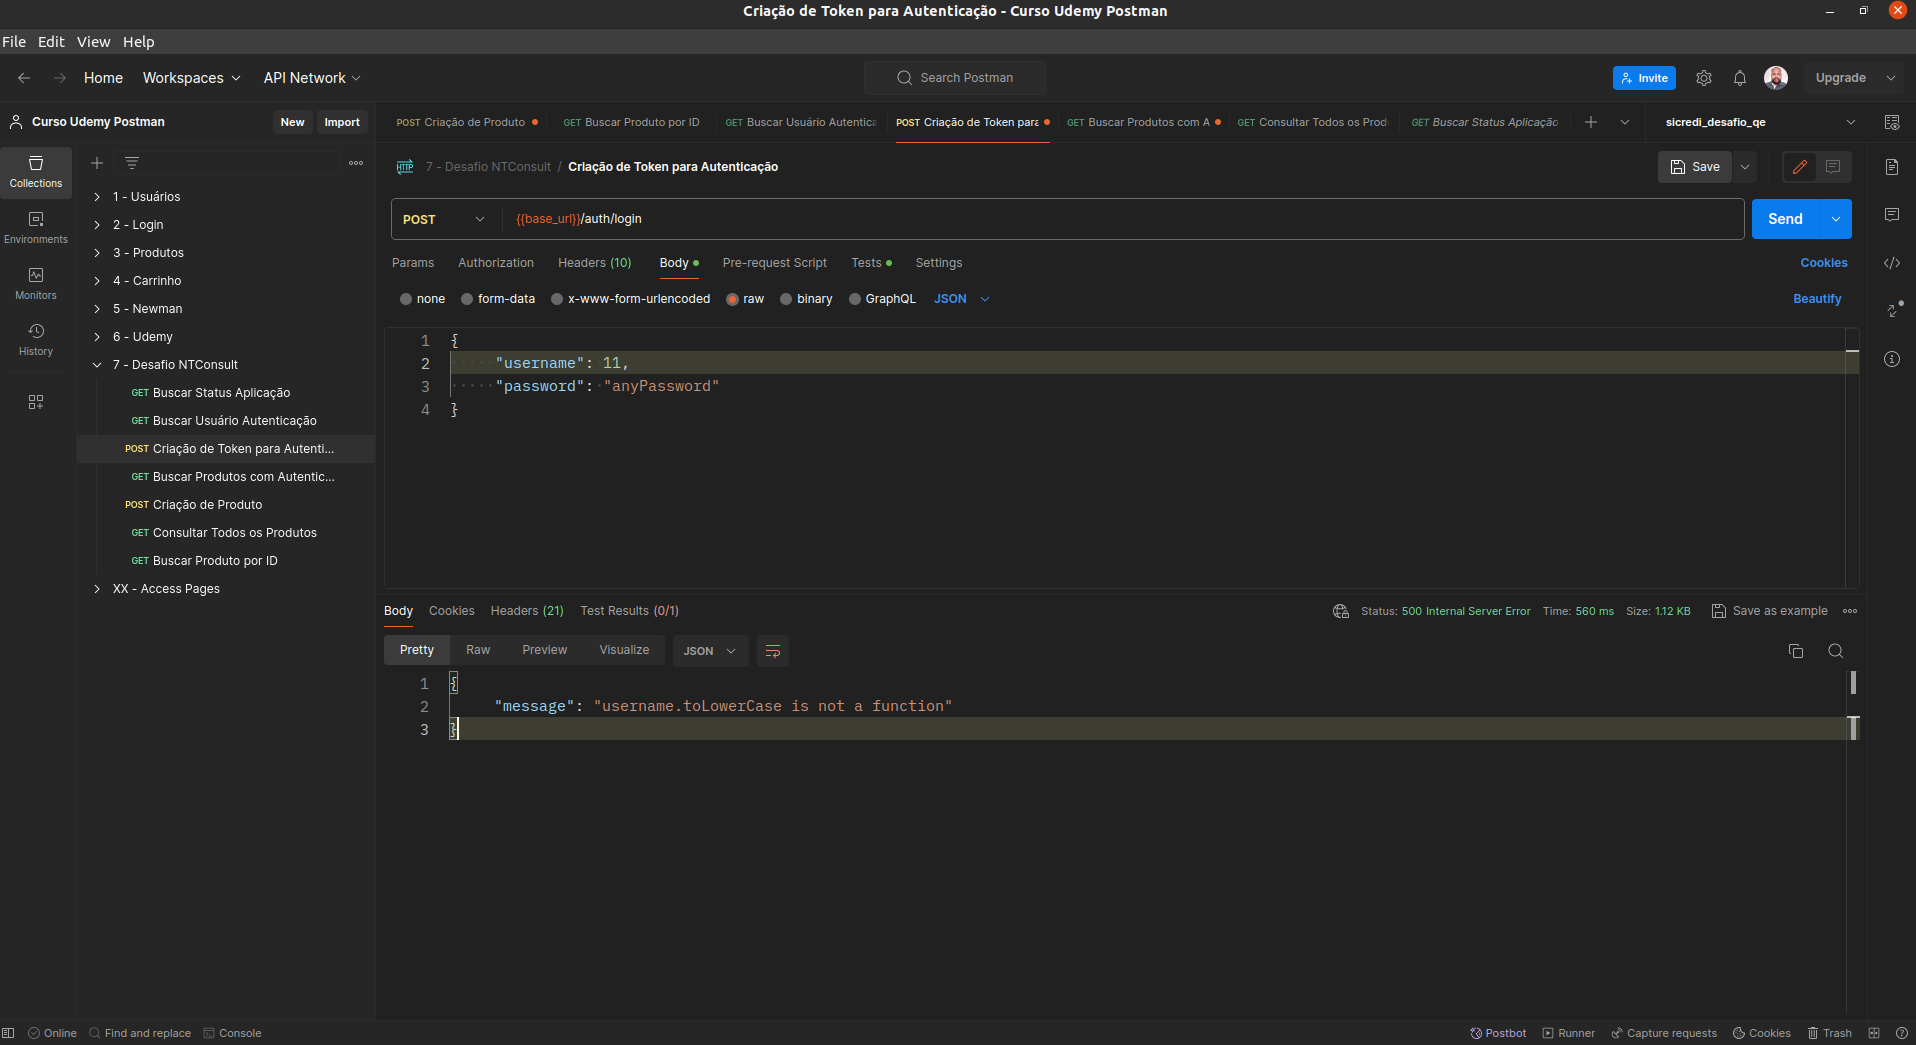 Criação de Token para Autenticação - Curso Udemy Postman
File Edit View Help
Home Workspaces API Network Search Postman Invite Upgrade
Curso Udemy Postman New Import
POST Criação de Produto GET Buscar Produto por ID GET Buscar Usuário Autentica POST Criação de Token para GET Buscar Produtos com A GET Consultar Todos os Prod GET Buscar Status Aplicação sicredi_desafio_qe
Collections
Environments
Monitors
History
1 - Usuários
2 - Login
3 - Produtos
4 - Carrinho
5 - Newman
6 - Udemy
7 - Desafio NTConsult
GET Buscar Status Aplicação
GET Buscar Usuário Autenticação
POST Criação de Token para Autenti...
GET Buscar Produtos com Autentic...
POST Criação de Produto
GET Consultar Todos os Produtos
GET Buscar Produto por ID
XX - Access Pages
HTTP 7 - Desafio NTConsult / Criação de Token para Autenticação Save
POST {{base_url}}/auth/login Send
Params Authorization Headers (10) Body Pre-request Script Tests Settings Cookies
none form-data x-www-form-urlencoded raw binary GraphQL JSON Beautify
1 {
2 "username": 11,
3 "password": "anyPassword"
4 }
Body Cookies Headers (21) Test Results (0/1) Status: 500 Internal Server Error Time: 560 ms Size: 1.12 KB Save as example
Pretty Raw Preview Visualize JSON
1 {
2 "message": "username.toLowerCase is not a function"
3 }
Online Find and replace Console Postbot Runner Capture requests Cookies Trash